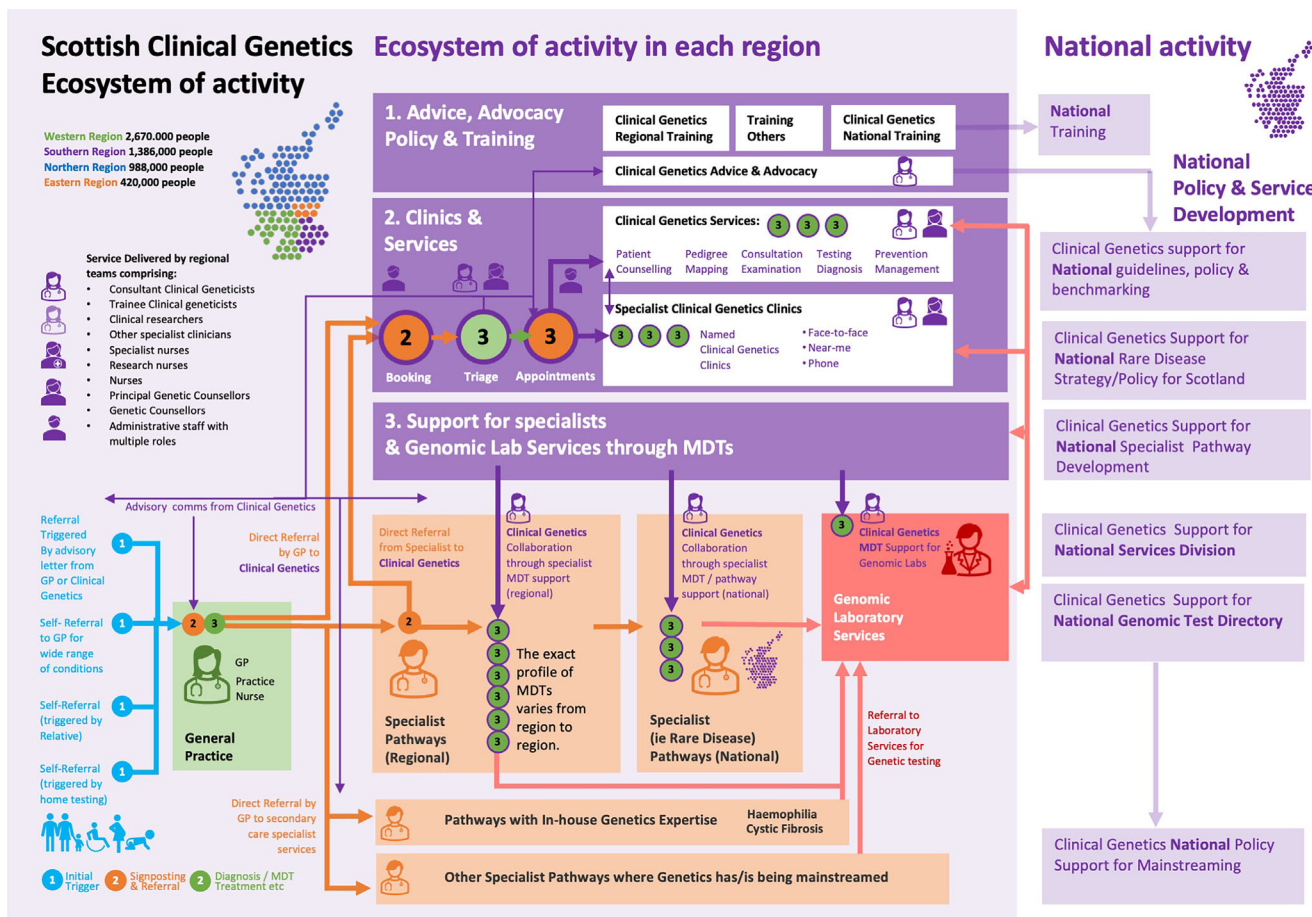 Scottish Clinical Genetics
Ecosystem of activity
Western Region 2,670.000 people
Southern Region 1,386,000 people
Northern Region 988,000 people
Eastern Region 420,000 people
Service Delivered by regional
teams comprising:
• Consultant Clinical Geneticists
• Trainee Clinical geneticists
• Clinical researchers
• Other specialist clinicians
• Specialist nurses
• Research nurses
• Nurses
• Principal Genetic Counsellors
• Genetic Counsellors
• Administrative staff with
multiple roles
Ecosystem of activity in each region
1. Advice, Advocacy
Policy & Training
Clinical Genetics
Regional Training
Training
Others
Clinical Genetics
National Training
Clinical Genetics Advice & Advocacy
2. Clinics &
Services
Clinical Genetics Services:
3
3
3
Patient
Counselling
Pedigree
Mapping
Consultation
Examination
Testing
Diagnosis
Prevention
Management
2
3
3
Booking
Triage
Appointments
Specialist Clinical Genetics Clinics
3
3
3
Named
Clinical Genetics
Clinics
• Face-to-face
• Near-me
• Phone
3. Support for specialists
& Genomic Lab Services through MDTs
Advisory comms from Clinical Genetics
Referral
Triggered
By advisory
letter from
GP or Clinical
Genetics
1
Self- Referral
to GP for
wide range
of conditions
1
Self-Referral
(triggered by
Relative)
1
Self-Referral
(triggered by
home testing)
1
Direct Referral
by GP to
Clinical Genetics
2
3
GP
Practice
Nurse
General
Practice
Direct Referral by
GP to secondary
care specialist
services
1
Initial
Trigger
2
Signposting
& Referral
2
Diagnosis / MDT
Treatment etc
Direct Referral
from Specialist to
Clinical Genetics
2
Specialist
Pathways
(Regional)
Clinical Genetics
Collaboration
through specialist
MDT support
(regional)
3
3
3
3
3
3
The exact
profile of
MDTs
varies from
region to
region.
Clinical Genetics
Collaboration
through specialist
MDT / pathway
support (national)
3
3
3
Specialist
(ie Rare Disease)
Pathways (National)
3
Clinical Genetics
MDT Support for
Genomic Labs
Genomic
Laboratory
Services
Referral to
Laboratory
Services for
Genetic testing
Pathways with In-house Genetics Expertise
Haemophilia
Cystic Fibrosis
Other Specialist Pathways where Genetics has/is being mainstreamed
National activity
National
Training
National
Policy & Service
Development
Clinical Genetics support for
National guidelines, policy &
benchmarking
Clinical Genetics Support for
National Rare Disease
Strategy/Policy for Scotland
Clinical Genetics Support for
National Specialist Pathway
Development
Clinical Genetics Support for
National Services Division
Clinical Genetics Support for
National Genomic Test Directory
Clinical Genetics National Policy
Support for Mainstreaming